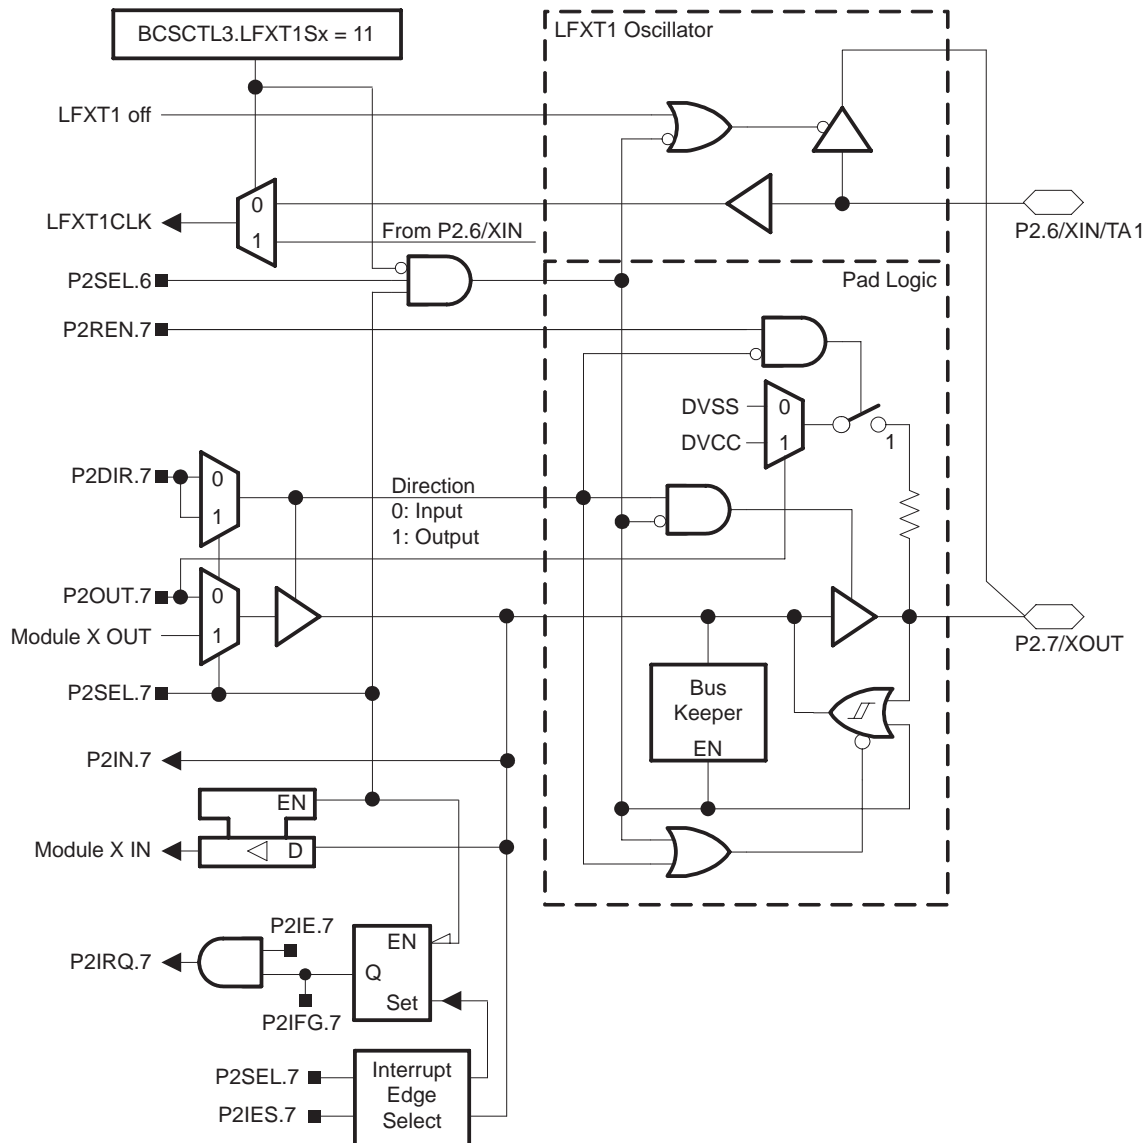 BCSCTL3.LFXT1Sx = 11
LFXT1 Oscillator
LFXT1 off
0
LFXT1CLK
1
From P2.6/XIN
P2.6/XIN/TA1
P2SEL.6
Pad Logic
P2REN.7
DVSS
0
DVCC
1
1
P2DIR.7
0
1
Direction
0: Input
1: Output
P2OUT.7
0
Module X OUT
1
P2.7/XOUT
P2SEL.7
Bus
Keeper
EN
P2IN.7
EN
Module X IN
D
P2IE.7
EN
P2IRQ.7
Q
Set
P2IFG.7
P2SEL.7
P2IES.7
Interrupt
Edge
Select